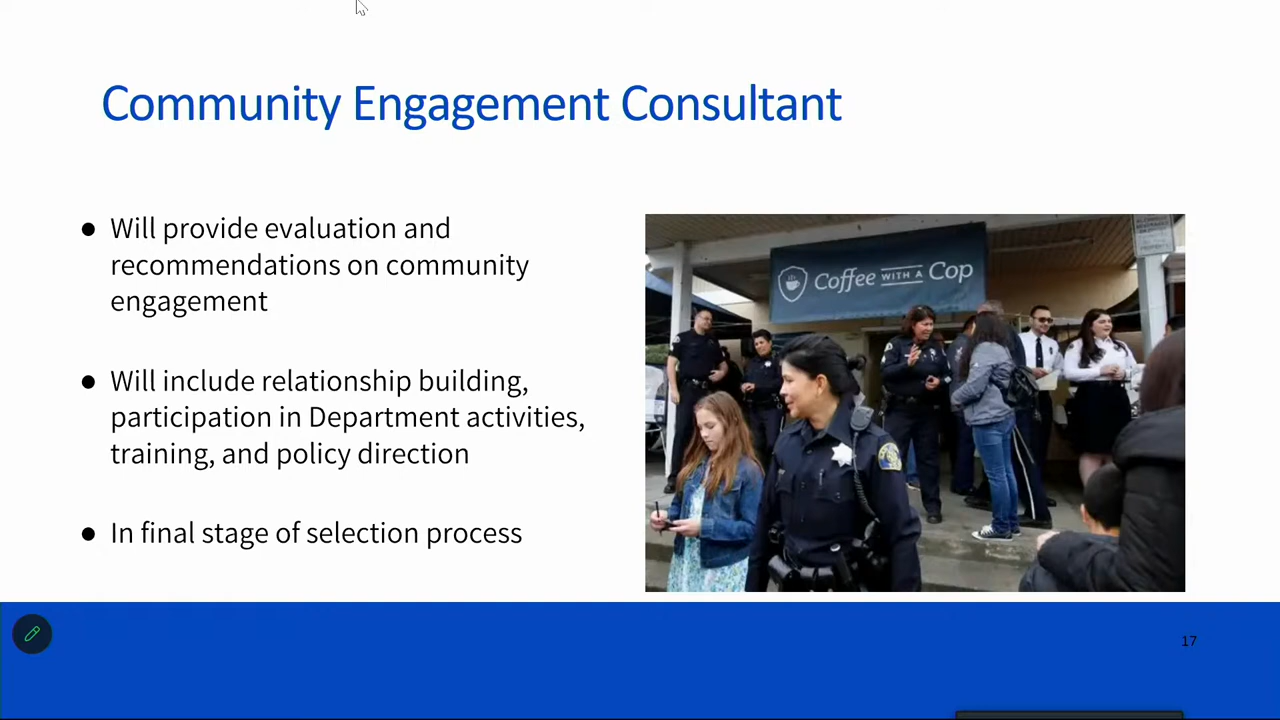 Community Engagement Consultant
● Will provide evaluation and
recommendations on community
engagement
● Will include relationship building,
participation in Department activities,
training, and policy direction
● In final stage of selection process
Coffee WITH A Cop
17